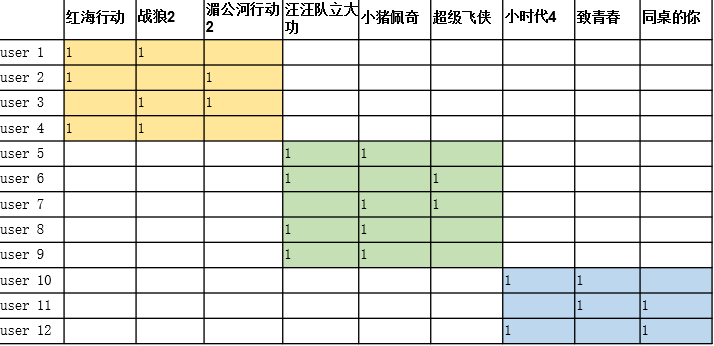 红海行动 战狼2 湄公河行动2 汪汪队立大功 小猪佩奇 超级飞侠 小时代4 致青春 同桌的你
user 1 1 1
user 2 1 1
user 3 1 1
user 4 1 1
user 5 1 1
user 6 1 1
user 7 1 1
user 8 1 1
user 9 1 1
user 10 1 1
user 11 1 1
user 12 1 1